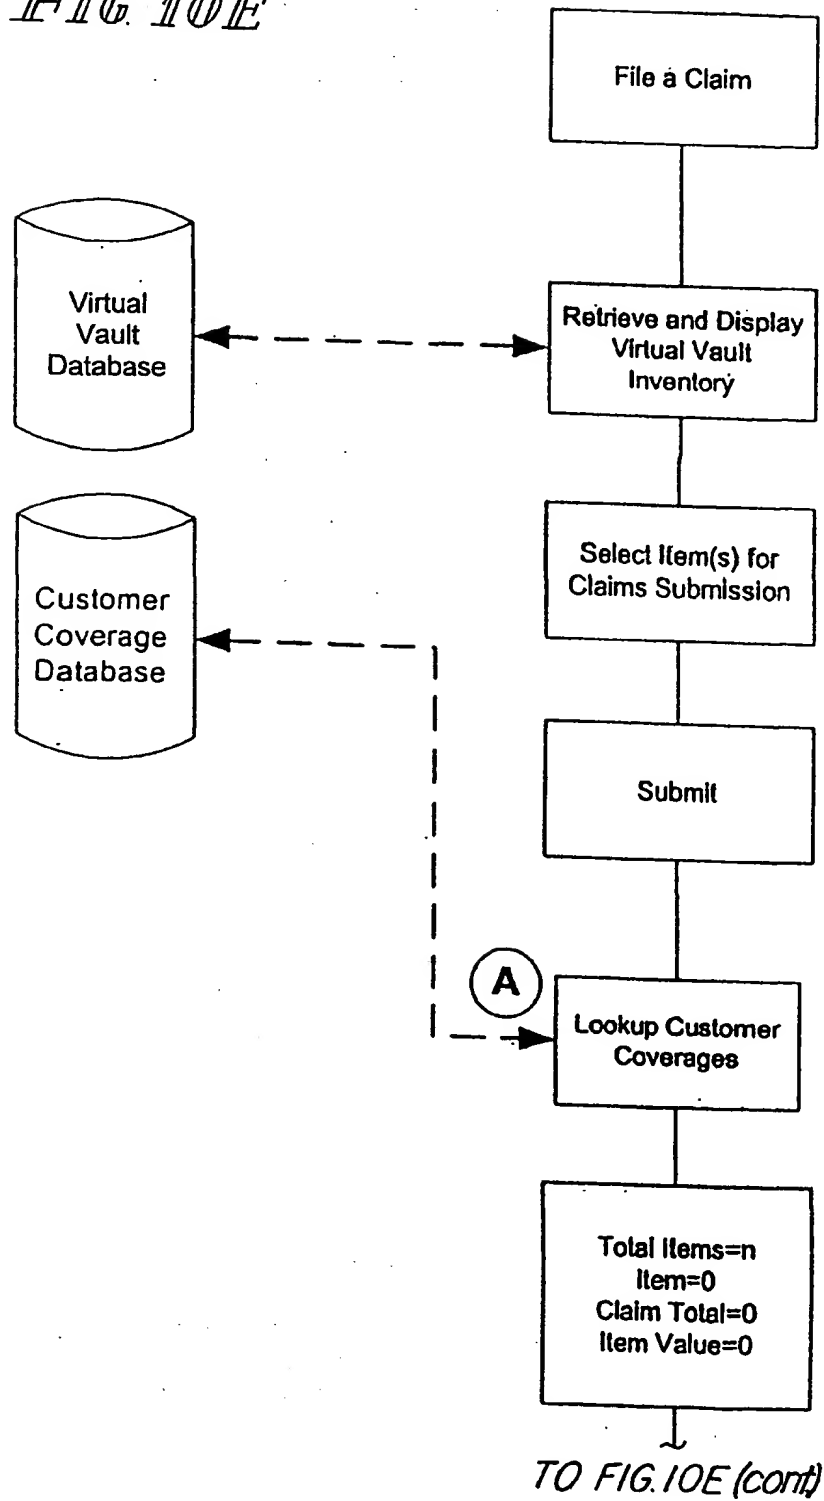 FIG. 10E
File a Claim
Virtual
Vault
Database
Retrieve and Display
Virtual Vault
Inventory
Select Item(s) for
Claims Submission
Customer
Coverage
Database
Submit
A
Lookup Customer
Coverages
Total Items=n
Item=0
Claim Total=0
Item Value=0
TO FIG. 10E (cont)